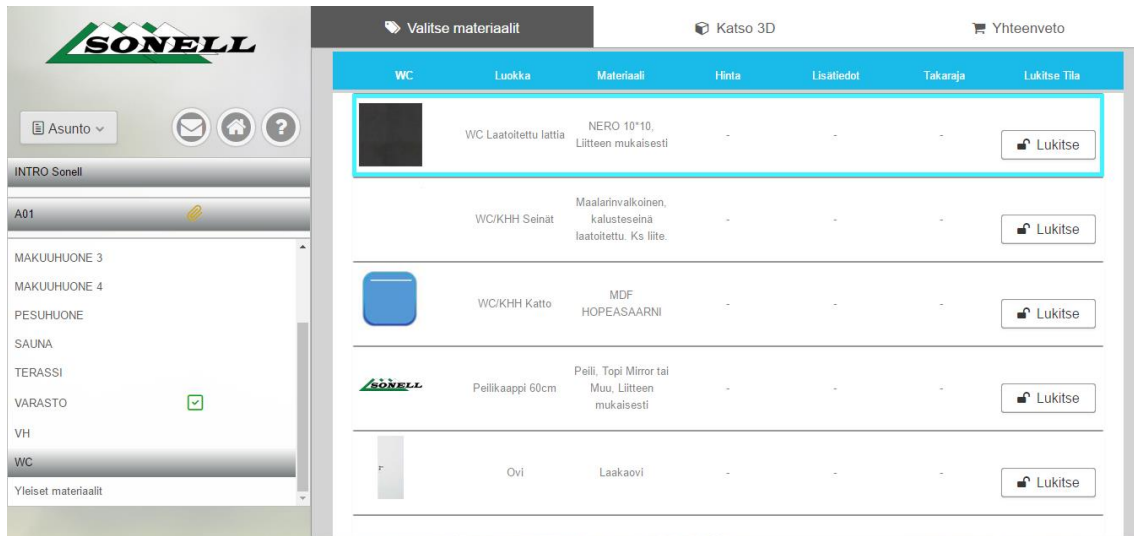 SONELL
Asunto
?
INTRO Sonell
A01
MAKUUHUONE 3
MAKUUHUONE 4
PESUHUONE
SAUNA
TERASSI
VARASTO
VH
WC
Yleiset materiaalit
Valitse materiaalit
Katso 3D
Yhteenveto
WC Luokka Materiaali Hinta Lisätiedot Takaraja Lukitse Tila
WC Laatoitettu lattia
NERO 10*10,
Liitteen mukaisesti
- - -
Lukitse
WC/KHH Seinät
Maalarinvalkoinen,
kalusteseinä
laatoitettu. Ks liite.
- - -
Lukitse
WC/KHH Katto
MDF
HOPEASAARNI
- - -
Lukitse
SONELL
Peilikaappi 60cm
Peili, Topi Mirror tai
Muu, Liitteen
mukaisesti
- - -
Lukitse
Ovi
Laakaovi
- - -
Lukitse